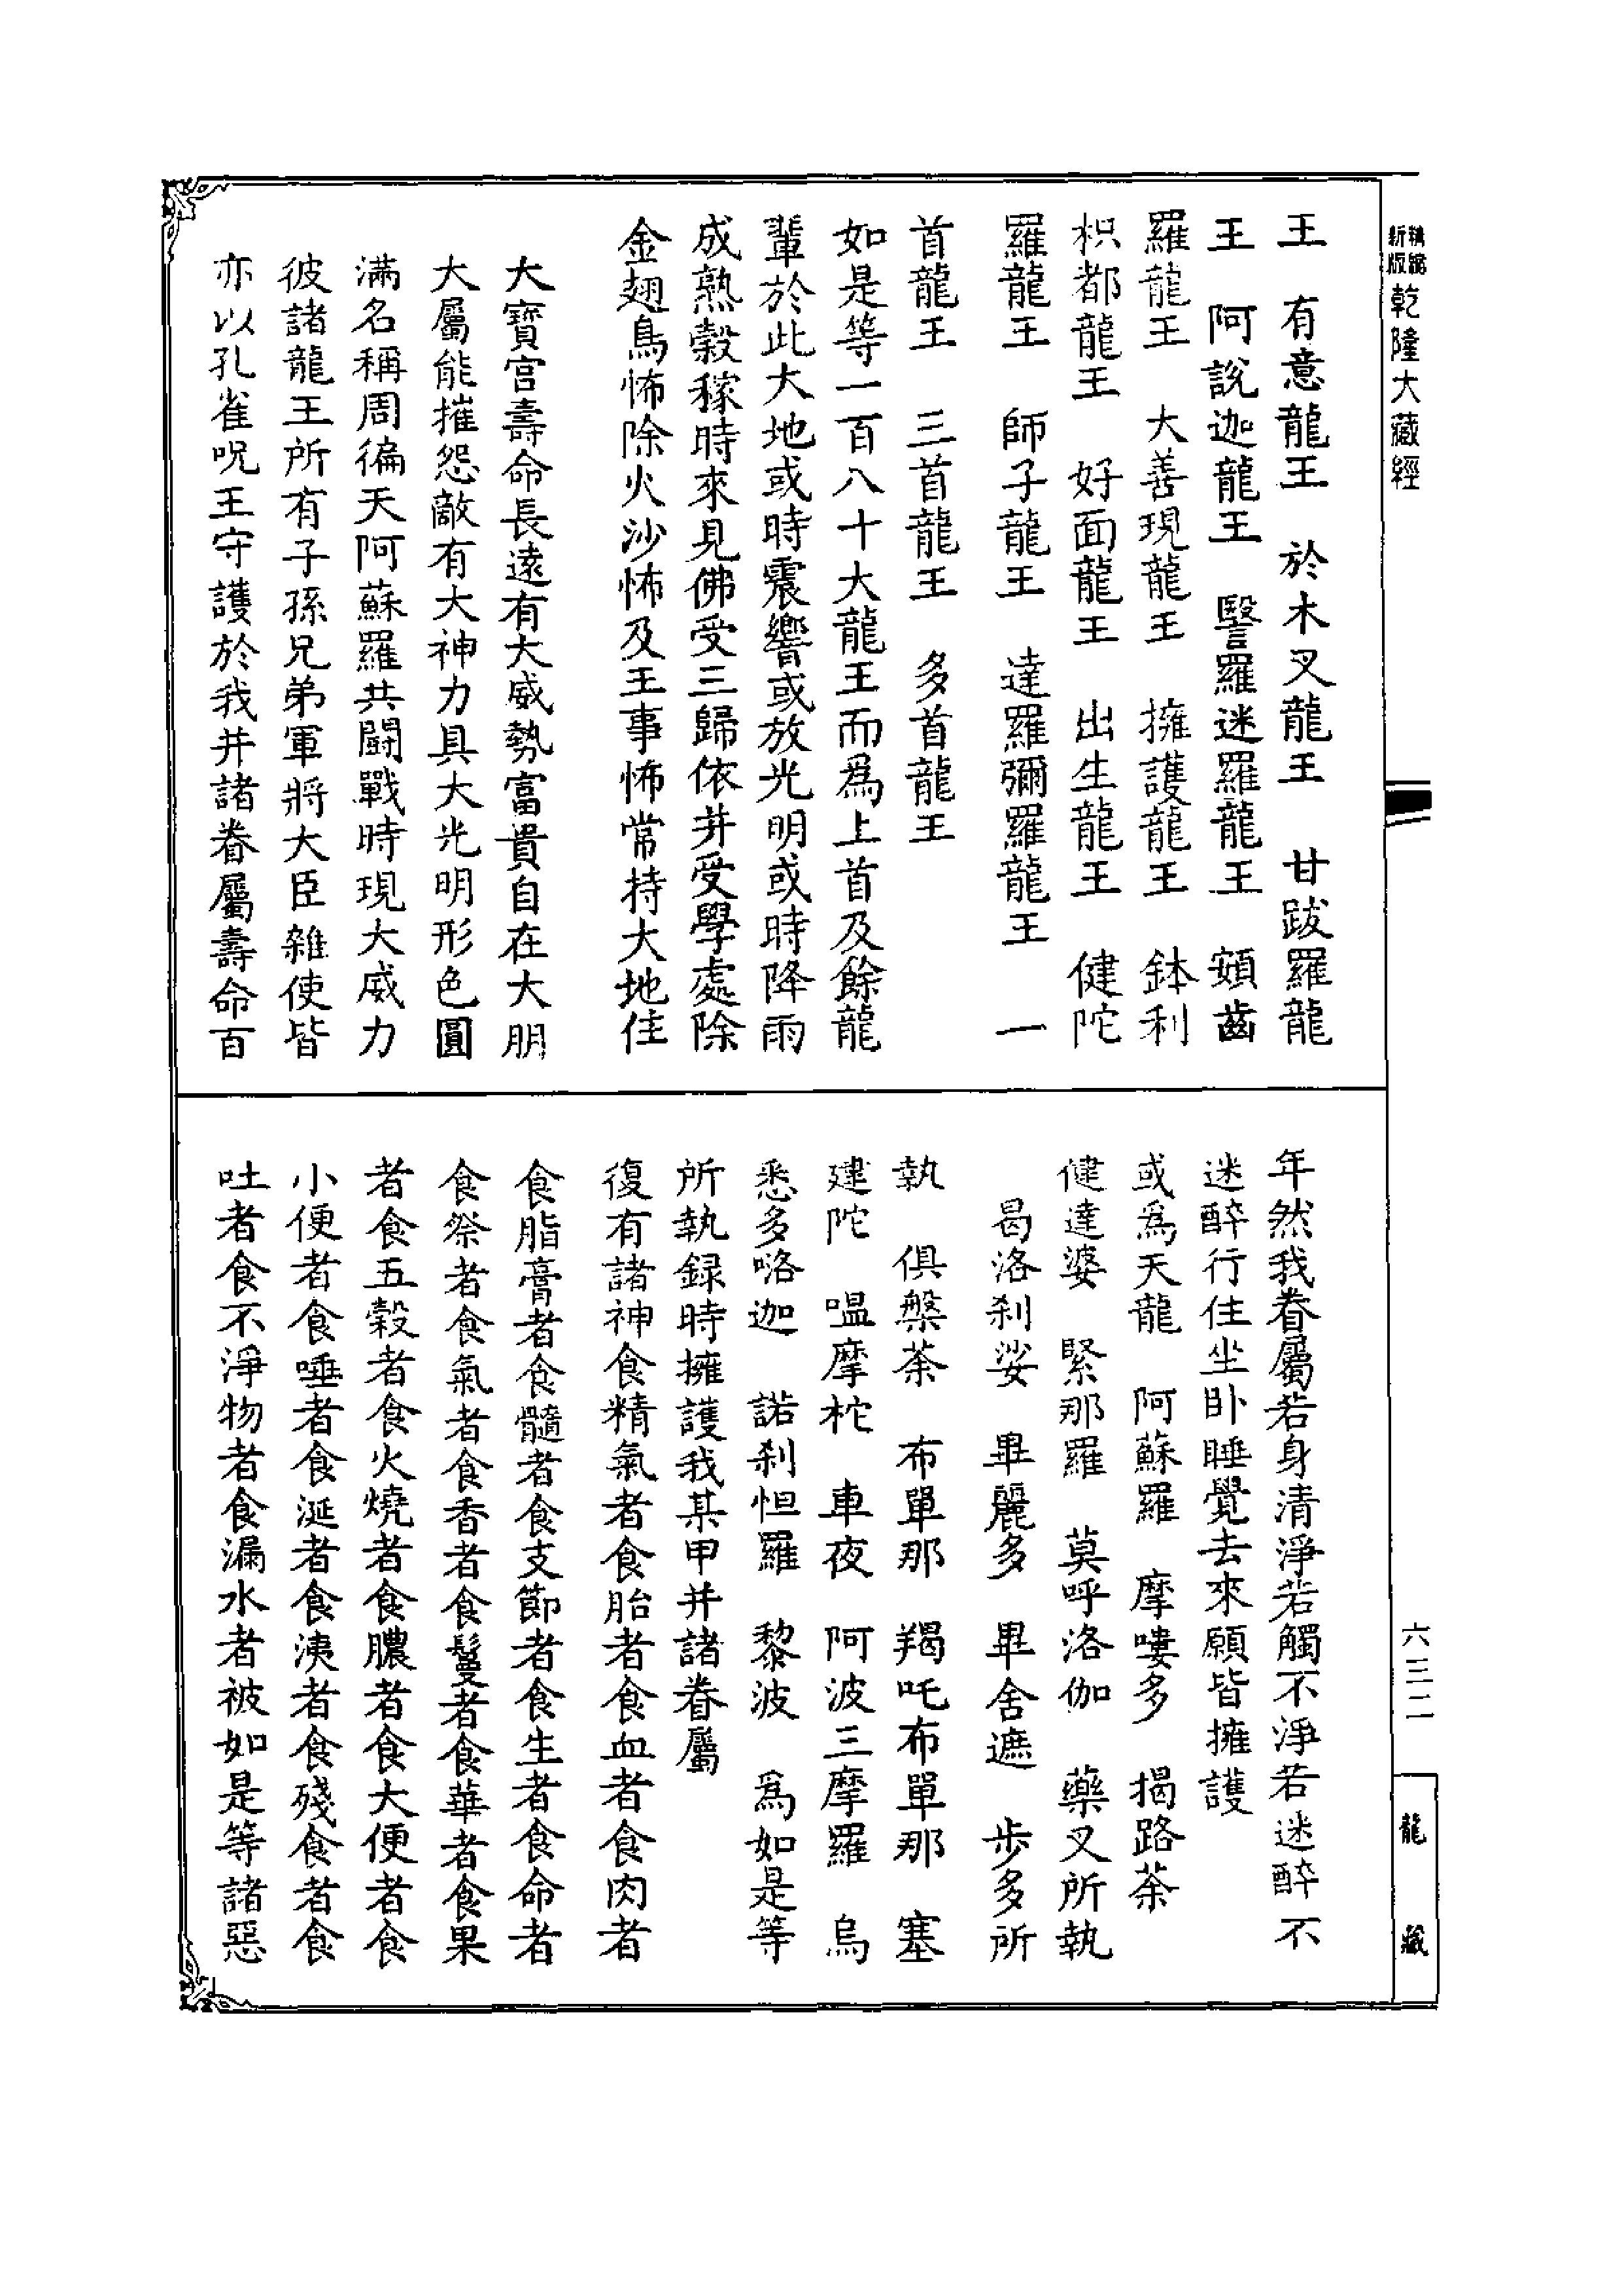 新版
精縮
乾隆大藏經
王　有意龍王　於木叉龍王　甘跋羅龍
王　阿説迦龍王　瞖羅迷羅龍王　頞齒
羅龍王　大善現龍王　擁護龍王　鉢利
枳都龍王　好面龍王　出生龍王　健陀
羅龍王　師子龍王　達羅彌羅龍王　一
首龍王　三首龍王　多首龍王
如是等一百八十大龍王而爲上首及餘龍
輩於此大地或時震響或放光明或時降雨
成熟穀稼時來見佛受三歸依并受學處除
金翅鳥怖除火沙怖及王事怖常持大地住
大寶宮壽命長遠有大威勢富貴自在大朋
大屬能摧怨敵有大神力具大光明形色圓
滿名稱周徧天阿蘇羅共鬪戰時現大威力
彼諸龍王所有子孫兄弟軍將大臣雜使皆
亦以孔雀呪王守護於我并諸眷屬壽命百
年然我眷屬若身清淨若觸不淨若迷醉不
迷醉行住坐卧睡覺去來願皆擁護
或爲天龍　阿蘇羅　摩嘍多　揭路荼
健達婆　緊那羅　莫呼洛伽　藥叉所執
曷洛刹娑　畢麗多　畢舍遮　步多所
執　俱槃荼　布單那　羯吒布單那　塞
建陀　嗢摩柁　車夜　阿波三摩羅　烏
悉多咯迦　諾刹怛羅　黎波　爲如是等
所執録時擁護我某甲并諸眷屬
復有諸神食精氣者食胎者食血者食肉者
食脂膏者食髓者食支節者食生者食命者
食祭者食氣者食香者食鬘者食華者食果
者食五穀者食火燒者食膿者食大便者食
小便者食唾者食涎者食洟者食殘食者食
吐者食不淨物者食漏水者被如是等諸惡
六三二
龍藏